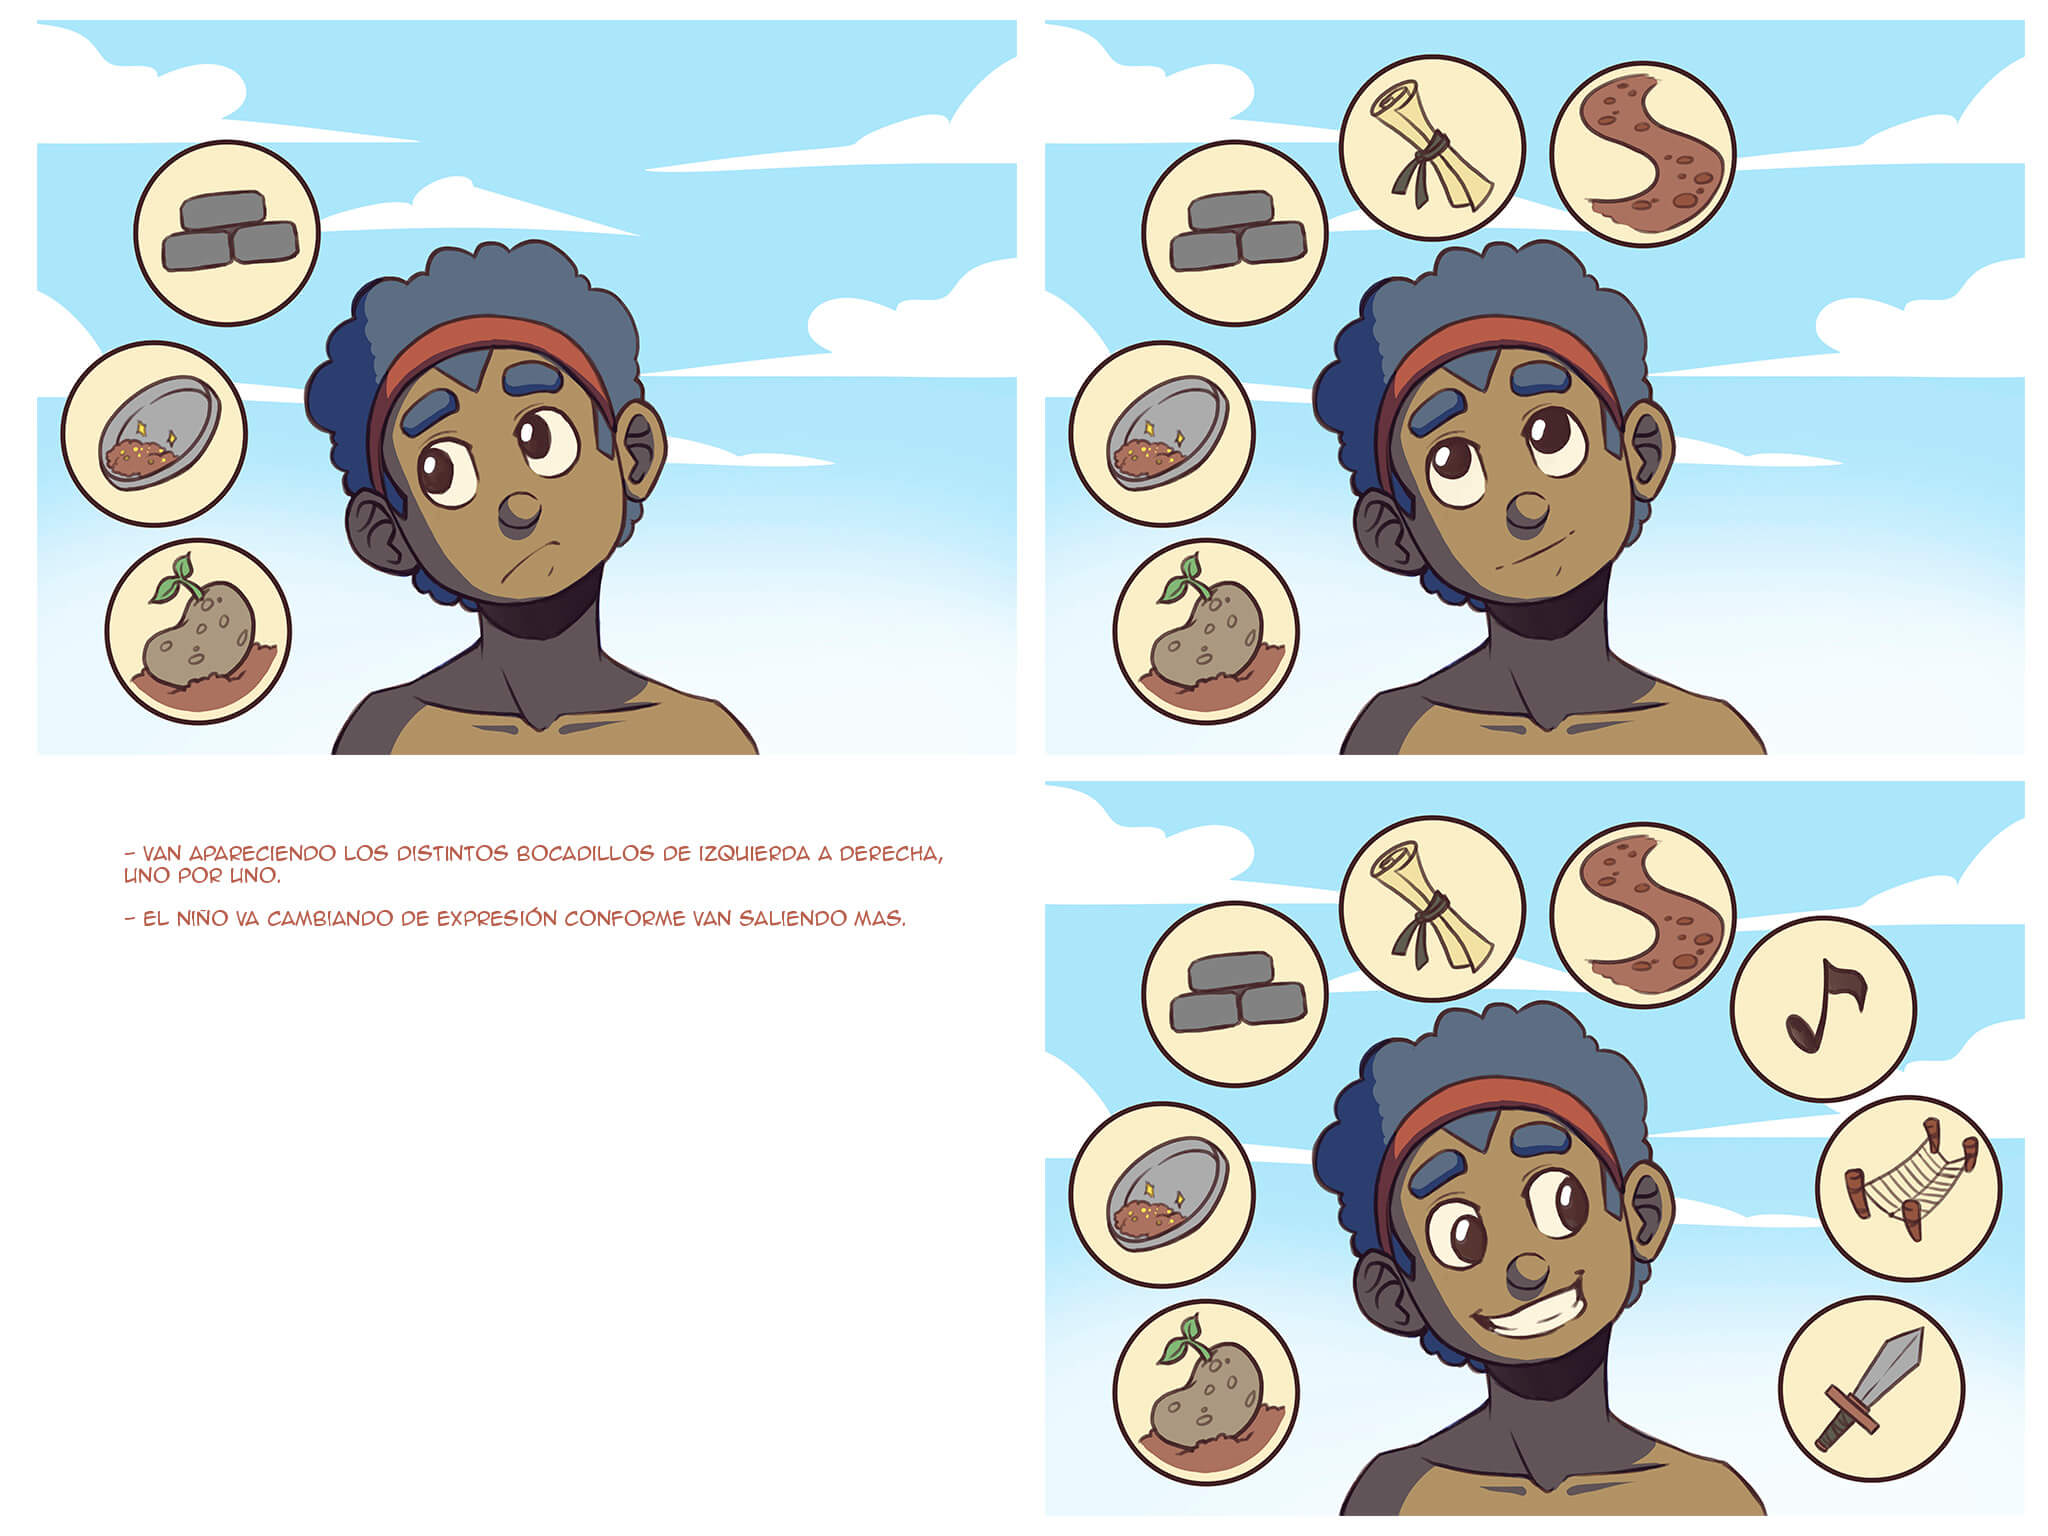 - VAN APARECIENDO LOS DISTINTOS BOCADILLOS DE IZQUIERDA A DERECHA,
UNO POR UNO.
- EL NIÑO VA CAMBIANDO DE EXPRESIÓN CONFORME VAN SALIENDO MAS.